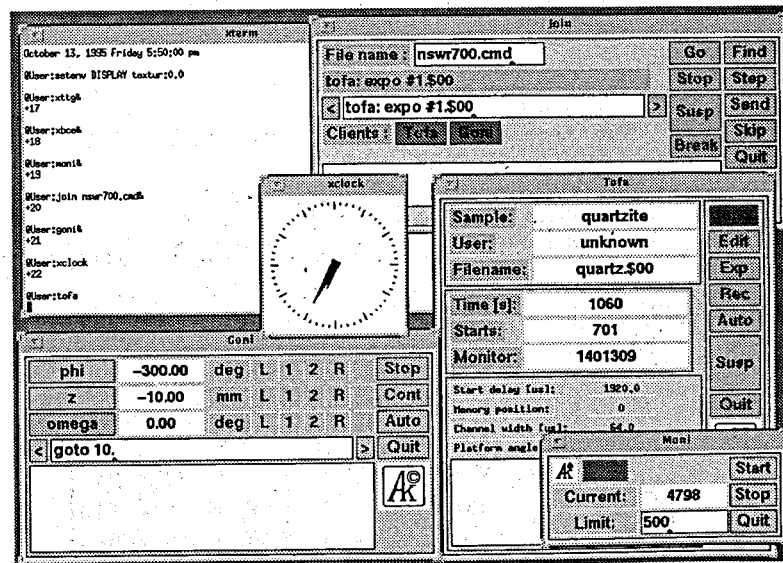 xterm
October 13, 1995 Friday 5:50:00 pm
@User:setenv DISPLAY textur:0.0
@User:xttg&
+17
@User:xbce&
+18
@User:moni&
+19
@User:join nswr700.cmd&
+20
@User:goni&
+21
@User:xclock
+22
@User:tofa
join
File name : nswr700.cmd
Go Find
tofa: expo #1.$00
Stop Step
< tofa: expo #1.$00 >
Susp Send
Clients : Tofa Goni
Skip
Break
Quit
xclock
Tofa
Sample: quartzite
User: unknown
Edit
Filename: quartz.$00
Exp
Rec
Time [s]: 1060
Auto
Starts: 701
Monitor: 1401309
Susp
Start delay [us]: 1920.0
Memory position: 0
Quit
Channel width [us]: 64.0
Platform angle
Goni
phi -300.00 deg L 1 2 R Stop
z -10.00 mm L 1 2 R Cont
omega 0.00 deg L 1 2 R Auto
< goto 10. > Quit
Ak©
Moni
Start
Current: 4798 Stop
Limit: 500 Quit